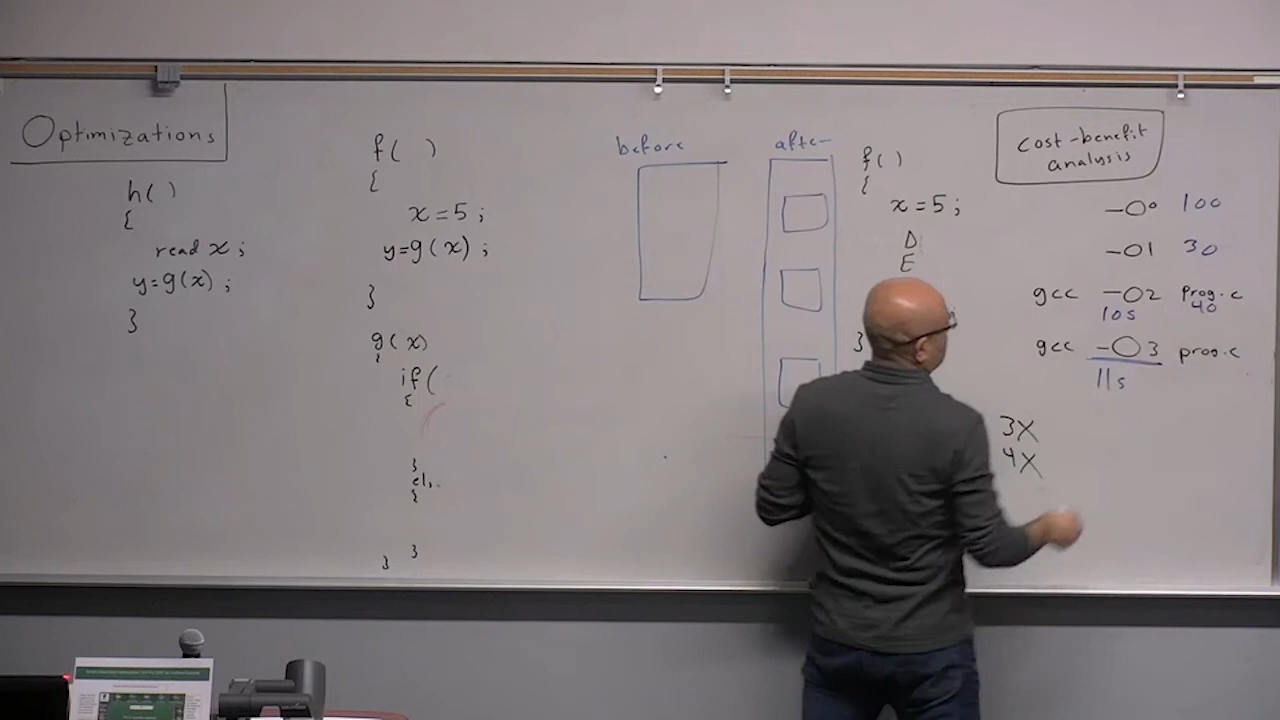 Optimizations
h( )
{
read x ;
y=g(x) ;
}
f( )
{
x=5 ;
y=g(x) ;
}
g(x)
{
if(
{
}
el
{
}
}
before
after
f( )
{
x=5 ;
D
E
;
}
cost-benefit
analysis
-O0 100
-O1 30
gcc -O2 prog.c
10s 40
gcc -O3 prog.c
11s
3X
4X